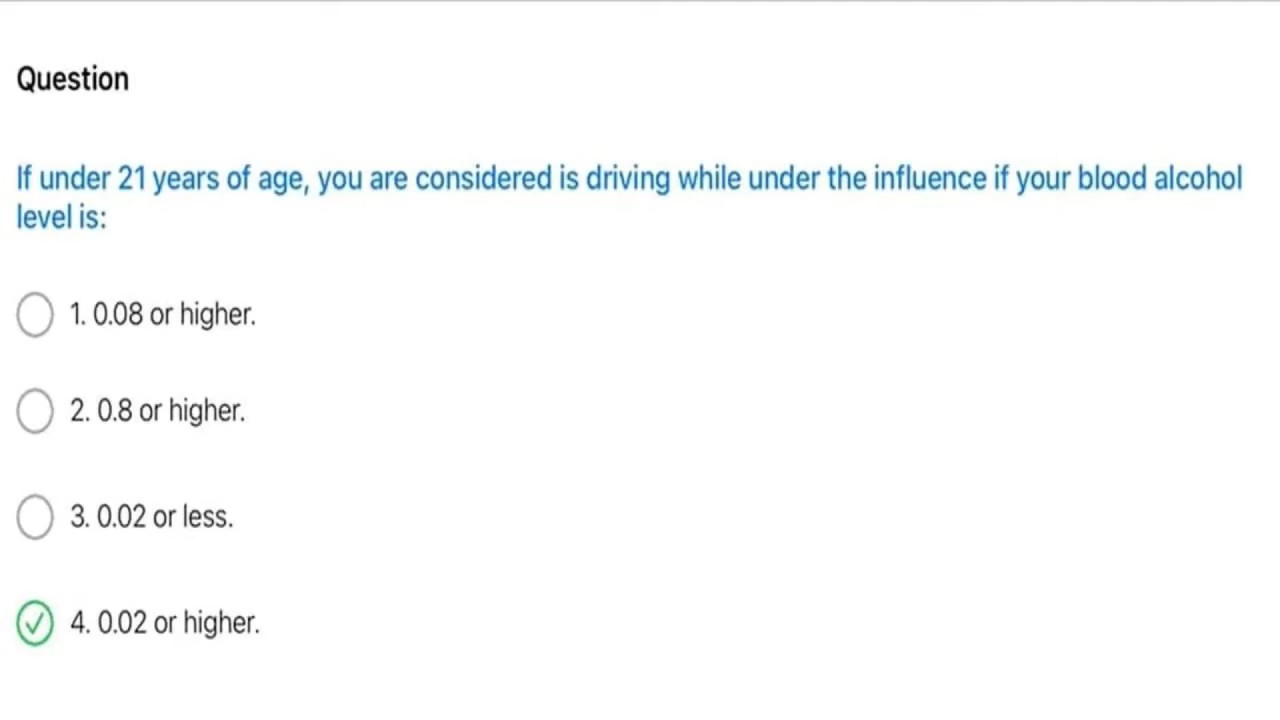 Question
If under 21 years of age, you are considered is driving while under the influence if your blood alcohol
level is:
1. 0.08 or higher.
2. 0.8 or higher.
3. 0.02 or less.
4. 0.02 or higher.